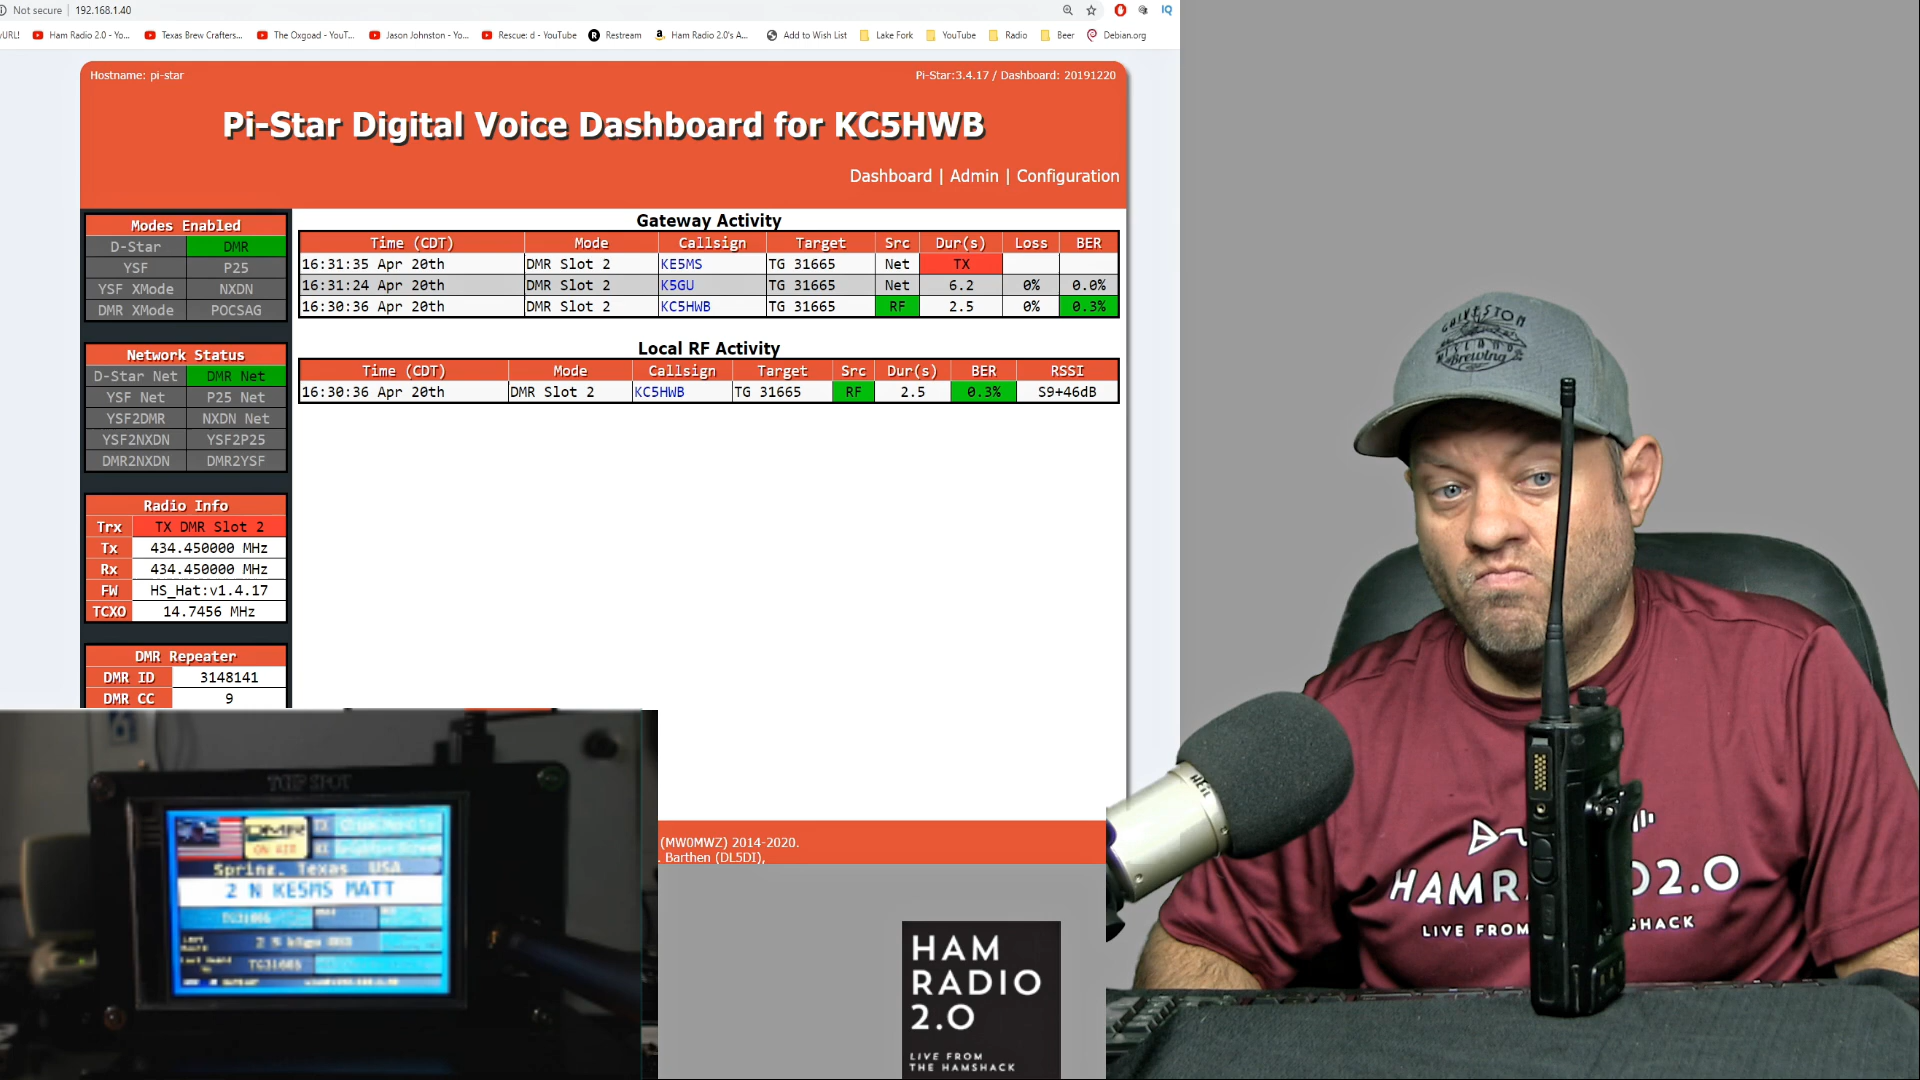 Not secure | 192.168.1.40
yURL! Ham Radio 2.0 - Yo... Texas Brew Crafters... The Oxgoad - YouT... Jason Johnston - Yo... Rescue: d - YouTube Restream Ham Radio 2.0's A... Add to Wish List Lake Fork YouTube Radio Beer Debian.org
Hostname: pi-star Pi-Star:3.4.17 / Dashboard: 20191220
Pi-Star Digital Voice Dashboard for KC5HWB
Dashboard | Admin | Configuration
Modes Enabled
D-Star DMR
YSF P25
YSF XMode NXDN
DMR XMode POCSAG
Network Status
D-Star Net DMR Net
YSF Net P25 Net
YSF2DMR NXDN Net
YSF2NXDN YSF2P25
DMR2NXDN DMR2YSF
Radio Info
Trx TX DMR Slot 2
Tx 434.450000 MHz
Rx 434.450000 MHz
FW HS_Hat:v1.4.17
TCXO 14.7456 MHz
DMR Repeater
DMR ID 3148141
DMR CC 9
Gateway Activity
Time (CDT) Mode Callsign Target Src Dur(s) Loss BER
16:31:35 Apr 20th DMR Slot 2 KE5MS TG 31665 Net TX
16:31:24 Apr 20th DMR Slot 2 K5GU TG 31665 Net 6.2 0% 0.0%
16:30:36 Apr 20th DMR Slot 2 KC5HWB TG 31665 RF 2.5 0% 0.3%
Local RF Activity
Time (CDT) Mode Callsign Target Src Dur(s) BER RSSI
16:30:36 Apr 20th DMR Slot 2 KC5HWB TG 31665 RF 2.5 0.3% S9+46dB
(MW0MWZ) 2014-2020.
. Barthen (DL5DI),
DMR
ON AIR
Spring, Texas USA
2 N KE5MS MATT
TG31665
TG31665
HAM
RADIO
2.0
LIVE FROM
THE HAMSHACK
GALVESTON
ISLAND
Brewing
HEIL
HAMR 2.0
LIVE FROM SHACK